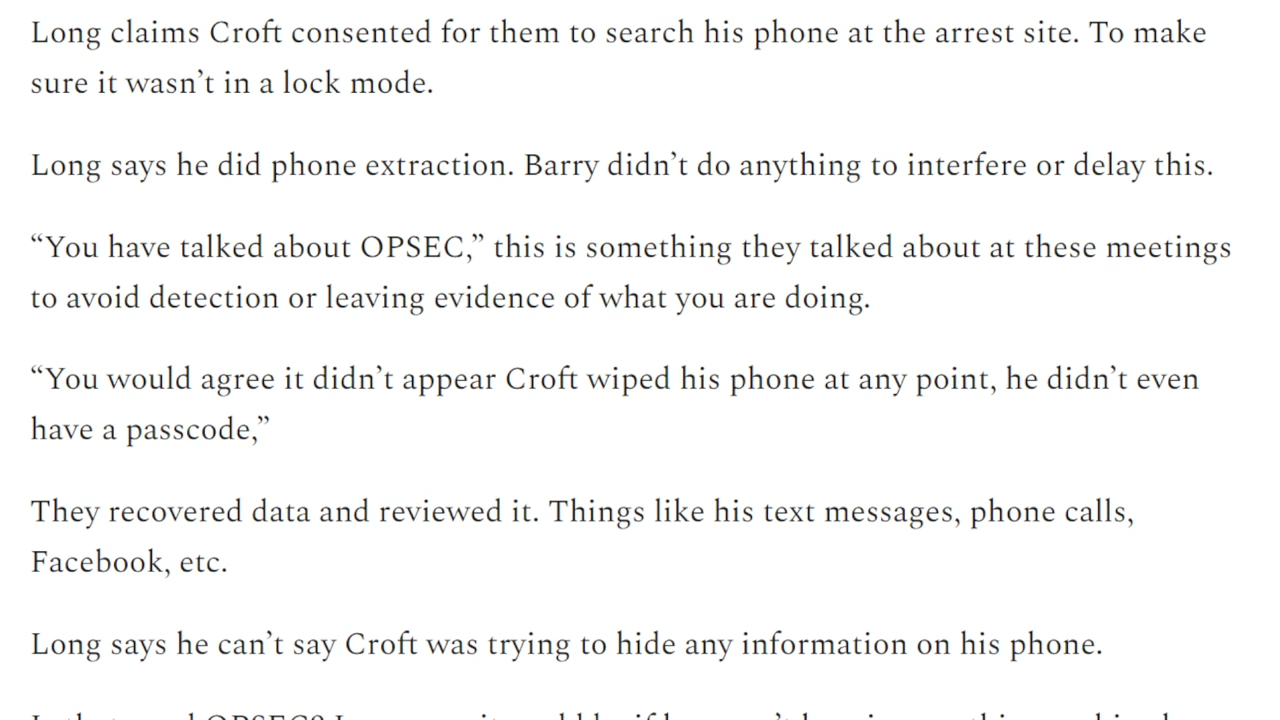 Long claims Croft consented for them to search his phone at the arrest site. To make
sure it wasn’t in a lock mode.
Long says he did phone extraction. Barry didn’t do anything to interfere or delay this.
“You have talked about OPSEC,” this is something they talked about at these meetings
to avoid detection or leaving evidence of what you are doing.
“You would agree it didn’t appear Croft wiped his phone at any point, he didn’t even
have a passcode,”
They recovered data and reviewed it. Things like his text messages, phone calls,
Facebook, etc.
Long says he can’t say Croft was trying to hide any information on his phone.